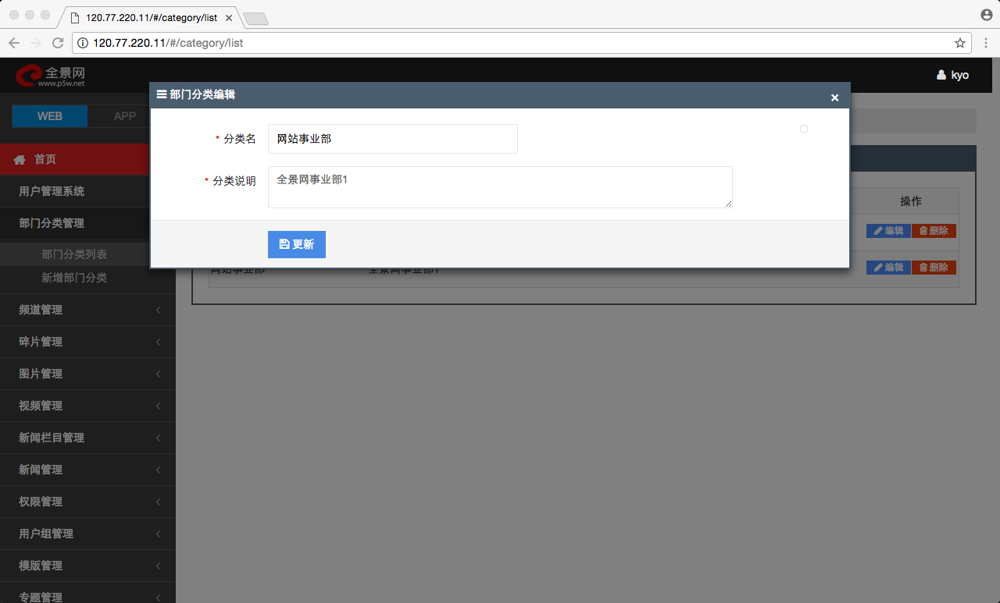 120.77.220.11/#/category/list
120.77.220.11/#/category/list
全景网
www.p5w.net
kyo
部门分类编辑
WEB
APP
* 分类名
网站事业部
* 分类说明
全景网事业部1
更新
首页
用户管理系统
部门分类管理
部门分类列表
新增部门分类
频道管理
碎片管理
图片管理
视频管理
新闻栏目管理
新闻管理
权限管理
用户组管理
模版管理
专题管理
操作
编辑 删除
网站事业部 全景网事业部1 编辑 删除